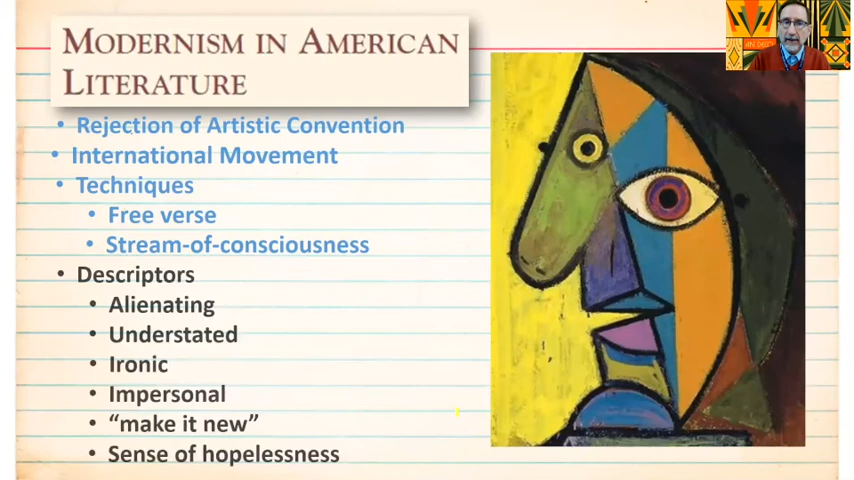 MODERNISM IN AMERICAN
LITERATURE
• Rejection of Artistic Convention
• International Movement
• Techniques
• Free verse
• Stream-of-consciousness
• Descriptors
• Alienating
• Understated
• Ironic
• Impersonal
• “make it new”
• Sense of hopelessness